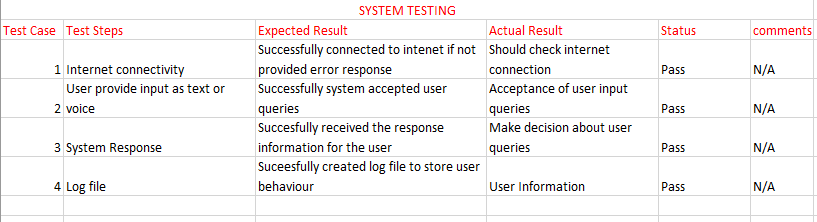 SYSTEM TESTING
Test Case Test Steps Expected Result Actual Result Status comments
Successfully connected to intenet if not Should check internet
1 Internet connectivity provided error response connection Pass N/A
User provide input as text or Successfully system accepted user Acceptance of user input
2 voice queries queries Pass N/A
Succesfully received the response Make decision about user
3 System Response information for the user queries Pass N/A
Suceesfully created log file to store user
4 Log file behaviour User Information Pass N/A